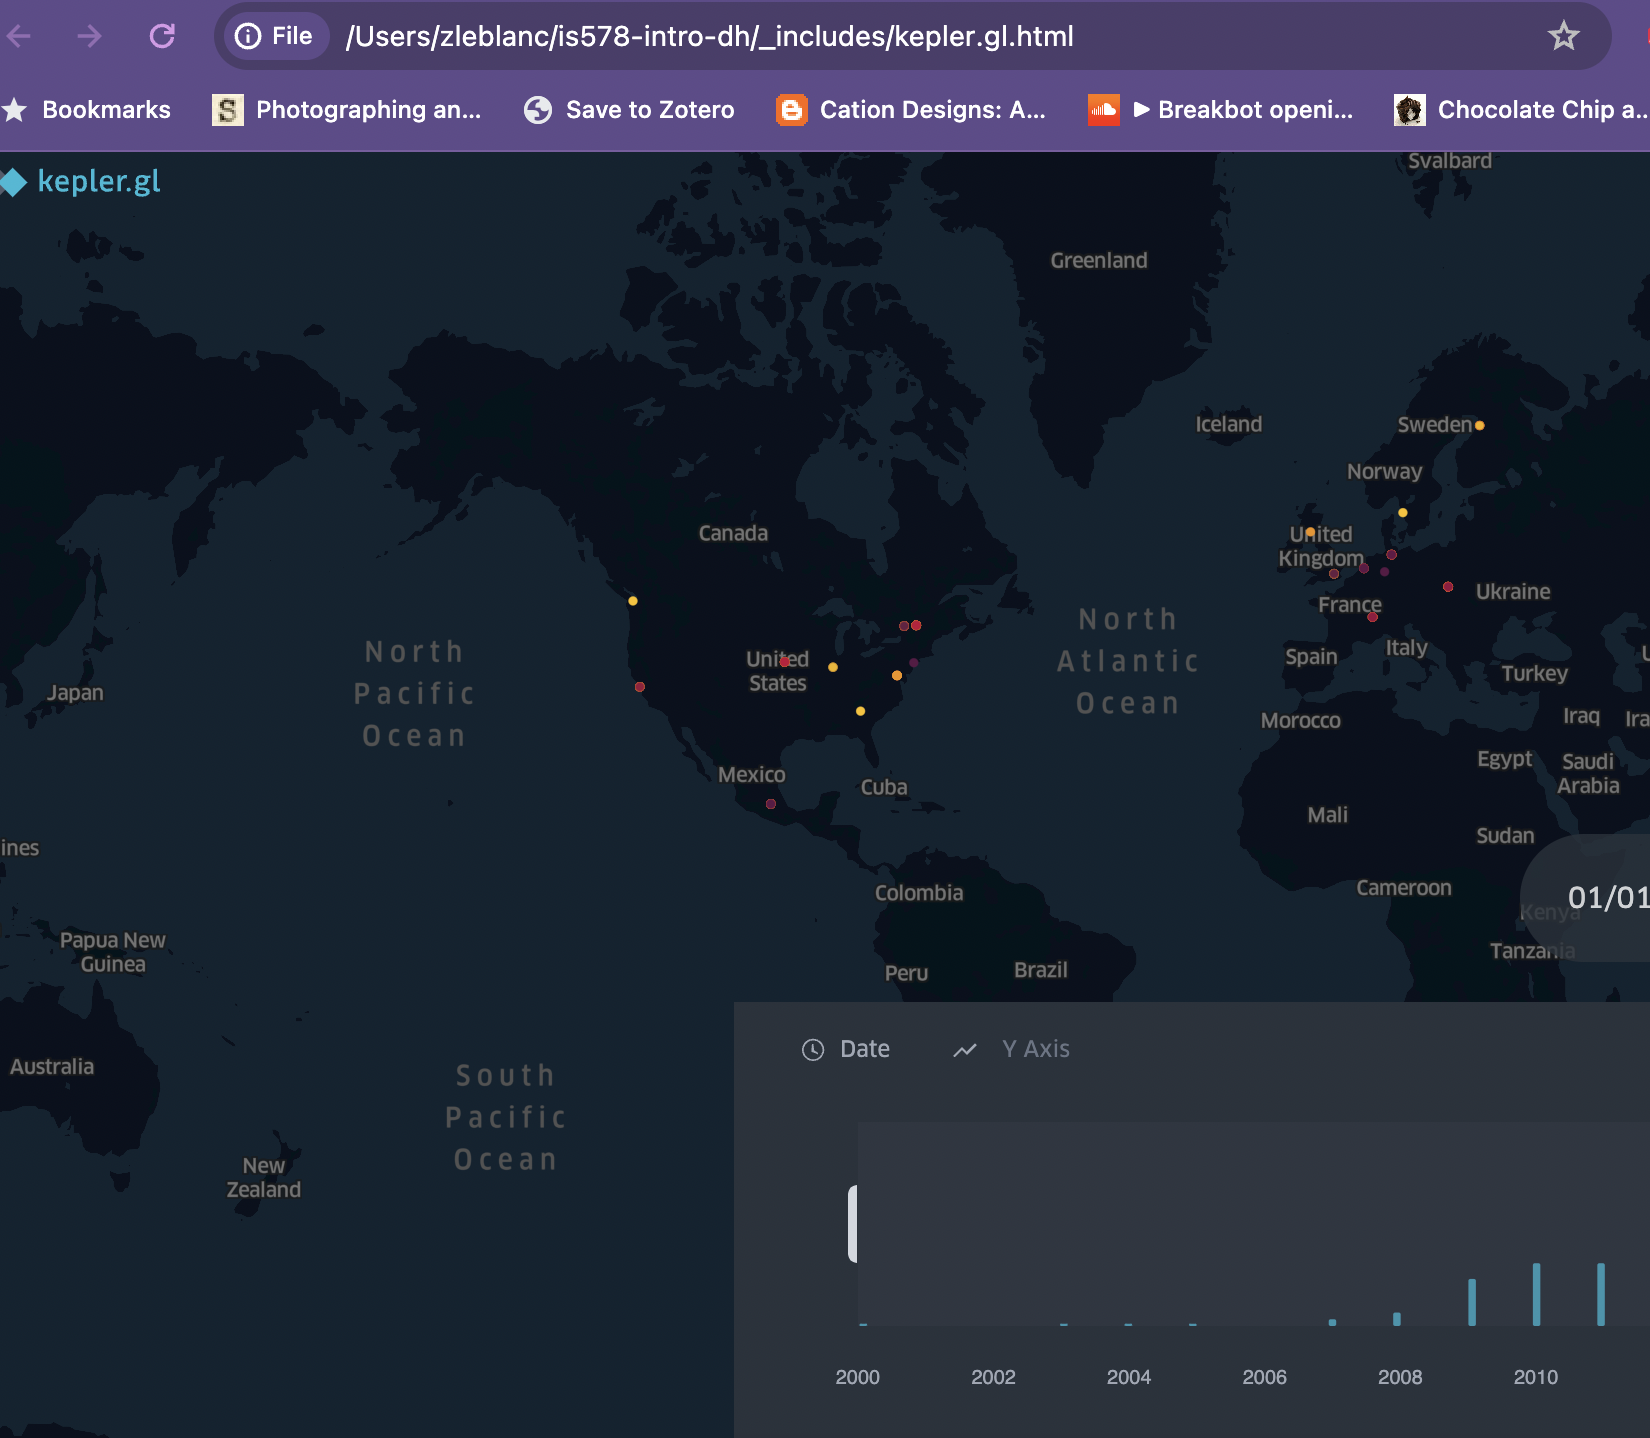 File
/Users/zleblanc/is578-intro-dh/_includes/kepler.gl.html
Bookmarks
Photographing an...
Save to Zotero
Cation Designs: A...
▶ Breakbot openi...
Chocolate Chip a...
kepler.gl
Svalbard
Greenland
Iceland
Sweden
Norway
Canada
United
Kingdom
North
Pacific
Ocean
North
Atlantic
Ocean
France
Ukraine
Japan
United
States
Spain
Italy
Turkey
Morocco
Iraq
Ira
Mexico
Cuba
Egypt
Saudi
Arabia
Mali
Sudan
ines
Colombia
Cameroon
01/01
Kenya
Papua New
Guinea
Peru
Brazil
Tanzania
Australia
South
Pacific
Ocean
New
Zealand
Date
Y Axis
2000
2002
2004
2006
2008
2010